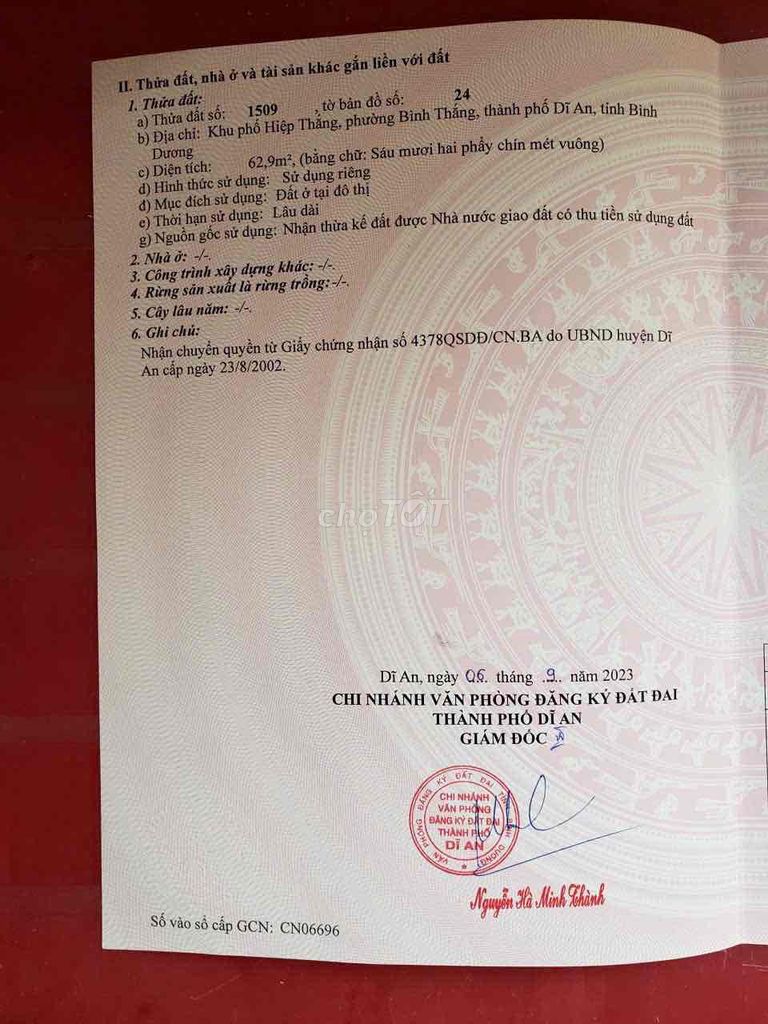 II. Thửa đất, nhà ở và tài sản khác gắn liền với đất
1. Thửa đất:
a) Thửa đất số: 1509 , tờ bản đồ số: 24
b) Địa chỉ: Khu phố Hiệp Thắng, phường Bình Thắng, thành phố Dĩ An, tỉnh Bình
Dương
c) Diện tích: 62,9m², (bằng chữ: Sáu mươi hai phẩy chín mét vuông)
d) Hình thức sử dụng: Sử dụng riêng
đ) Mục đích sử dụng: Đất ở tại đô thị
e) Thời hạn sử dụng: Lâu dài
g) Nguồn gốc sử dụng: Nhận thừa kế đất được Nhà nước giao đất có thu tiền sử dụng đất
2. Nhà ở: -/-.
3. Công trình xây dựng khác: -/-.
4. Rừng sản xuất là rừng trồng: -/-.
5. Cây lâu năm: -/-.
6. Ghi chú:
Nhận chuyển quyền từ Giấy chứng nhận số 4378QSDĐ/CN.BA do UBND huyện Dĩ
An cấp ngày 23/8/2002.
chợTỐT
Dĩ An, ngày 06. tháng .9.. năm 2023
CHI NHÁNH VĂN PHÒNG ĐĂNG KÝ ĐẤT ĐAI
THÀNH PHỐ DĨ AN
GIÁM ĐỐC
VĂN PHÒNG ĐĂNG KÝ ĐẤT ĐAI TỈNH BÌNH DƯƠNG
CHI NHÁNH
VĂN PHÒNG
ĐĂNG KÝ ĐẤT ĐAI
THÀNH PHỐ
DĨ AN
Nguyễn Hà Minh Thành
Số vào sổ cấp GCN: CN06696